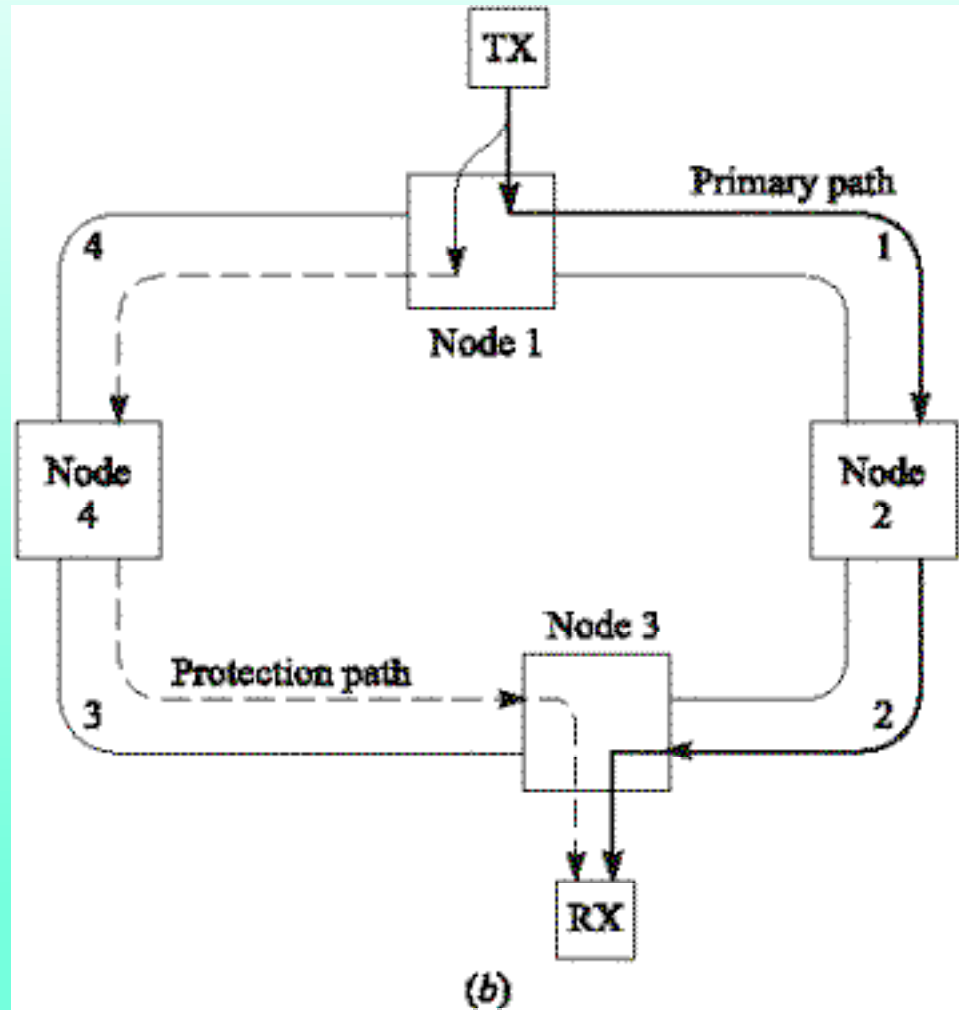 TX
Primary path
4
1
Node 1
Node
4
Node
2
Node 3
Protection path
3
2
RX
(b)